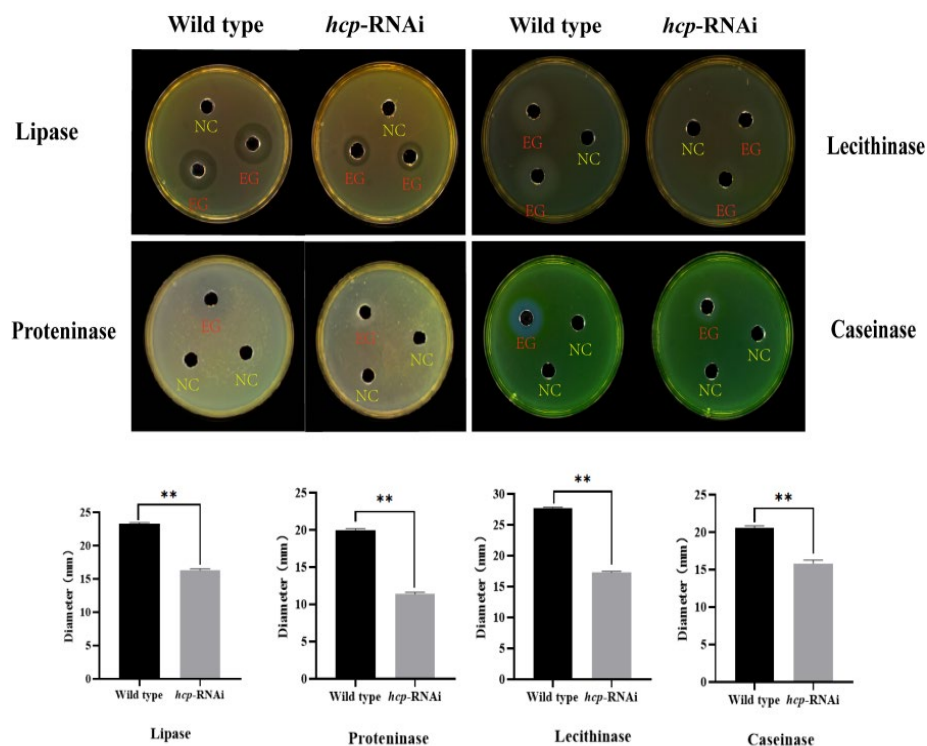 Wild type
hcp-RNAi
Wild type
hcp-RNAi
Lipase
NC
EG
EG
NC
EG
EG
EG
NC
EG
NC
EG
EG
Lecithinase
Proteninase
EG
NC
NC
EG
NC
NC
EG
NC
NC
EG
NC
NC
Caseinase
Diameter (mm)
25
20
15
10
5
0
**
Wild type
hcp-RNAi
Lipase
Diameter (mm)
25
20
15
10
5
0
**
Wild type
hcp-RNAi
Proteninase
Diameter (mm)
30
25
20
15
10
5
0
**
Wild type
hcp-RNAi
Lecithinase
Diameter (mm)
25
20
15
10
5
0
**
Wild type
hcp-RNAi
Caseinase